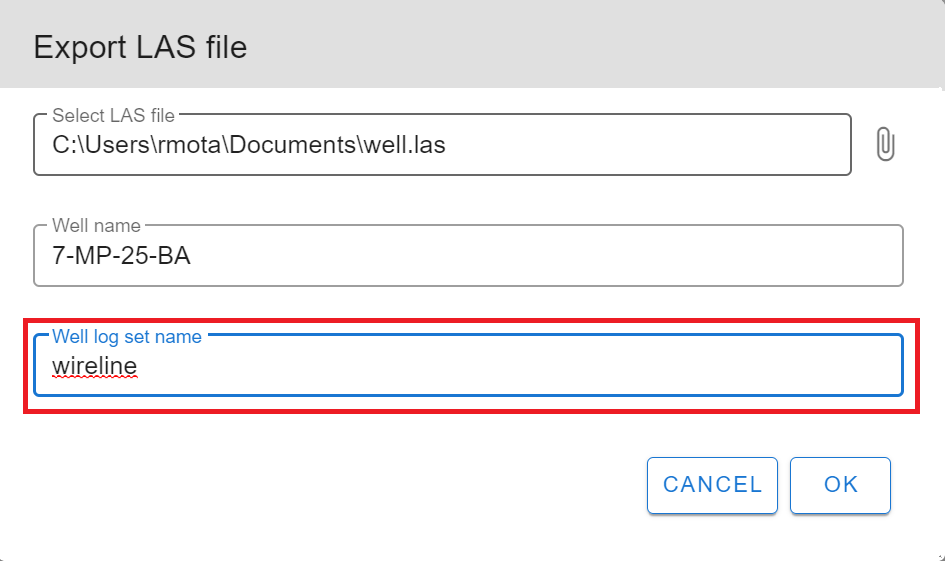 Export LAS file
Select LAS file
C:\Users\rmota\Documents\well.las
Well name
7-MP-25-BA
Well log set name
wireline
CANCEL OK